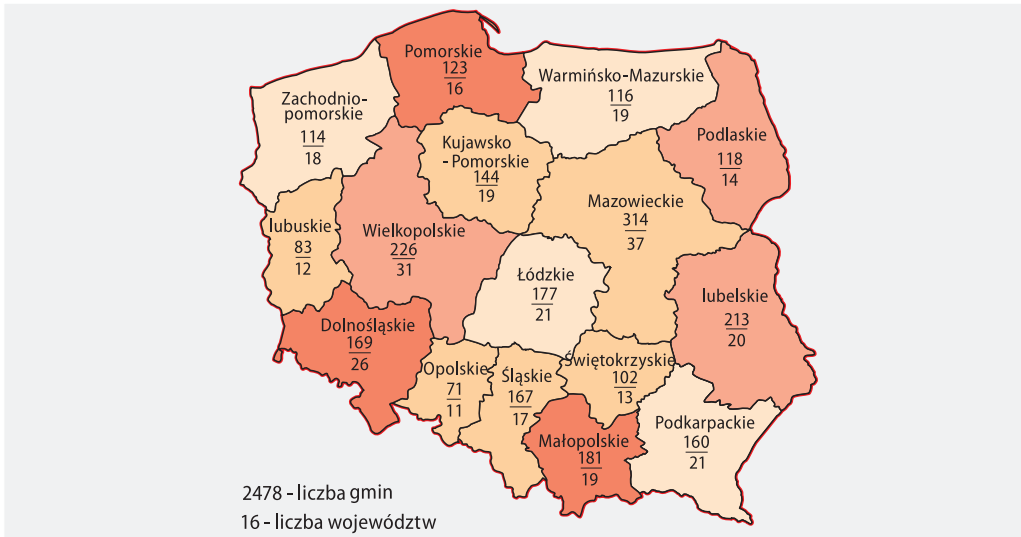 Pomorskie
123
16
Warmińsko-Mazurskie
116
19
Zachodnio-
pomorskie
114
18
Podlaskie
118
14
Kujawsko
- Pomorskie
144
19
Mazowieckie
314
37
lubuskie
83
12
Wielkopolskie
226
31
Łódzkie
177
21
lubelskie
213
20
Dolnośląskie
169
26
Opolskie
71
11
Śląskie
167
17
Świętokrzyskie
102
13
Małopolskie
181
19
Podkarpackie
160
21
2478 - liczba gmin
16 - liczba województw